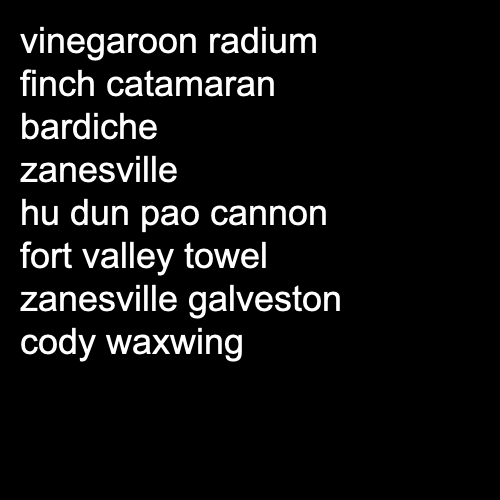 vinegaroon radium
finch catamaran
bardiche
zanesville
hu dun pao cannon
fort valley towel
zanesville galveston
cody waxwing